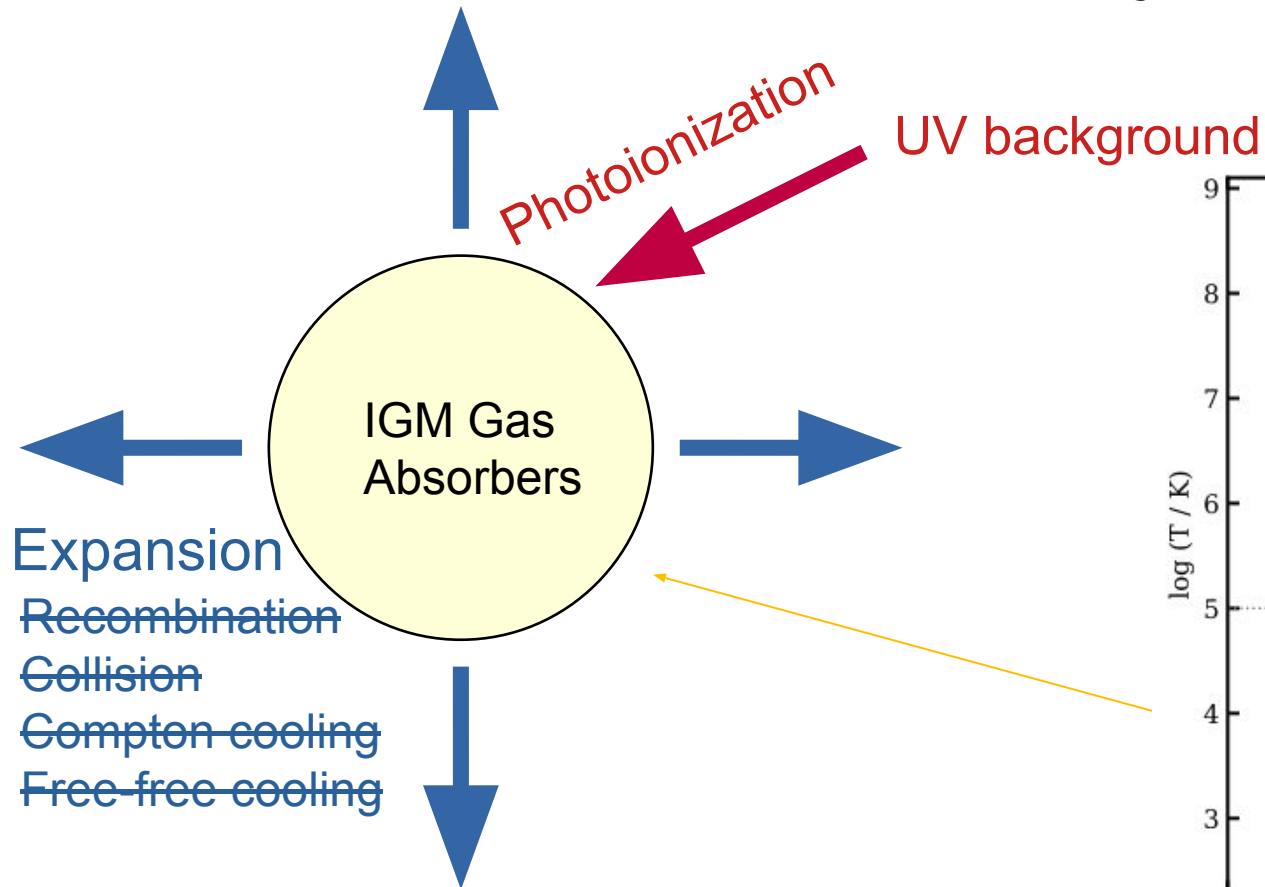 Photoionization
UV background
IGM Gas
Absorbers
Expansion
Recombination
Collision
Compton cooling
Free-free cooling
log (T / K)
9
8
7
6
5
4
3